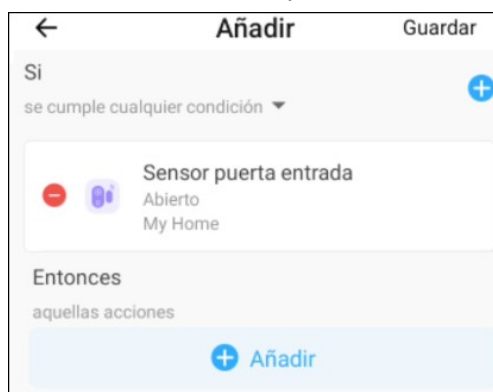 Añadir Guardar
Si
se cumple cualquier condición
Sensor puerta entrada
Abierto
My Home
Entonces
aquellas acciones
Añadir